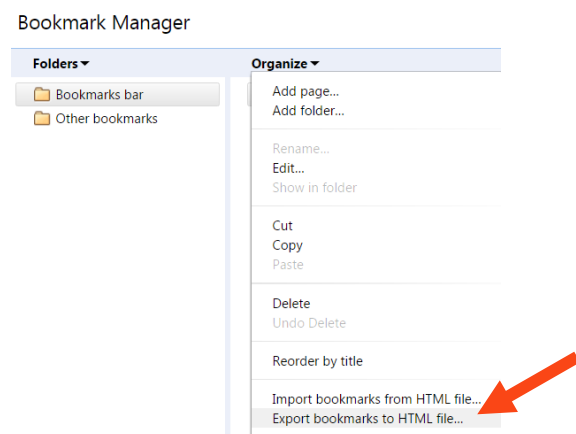 Bookmark Manager
Folders
Organize
Bookmarks bar
Other bookmarks
Add page...
Add folder...
Rename...
Edit...
Show in folder
Cut
Copy
Paste
Delete
Undo Delete
Reorder by title
Import bookmarks from HTML file...
Export bookmarks to HTML file...